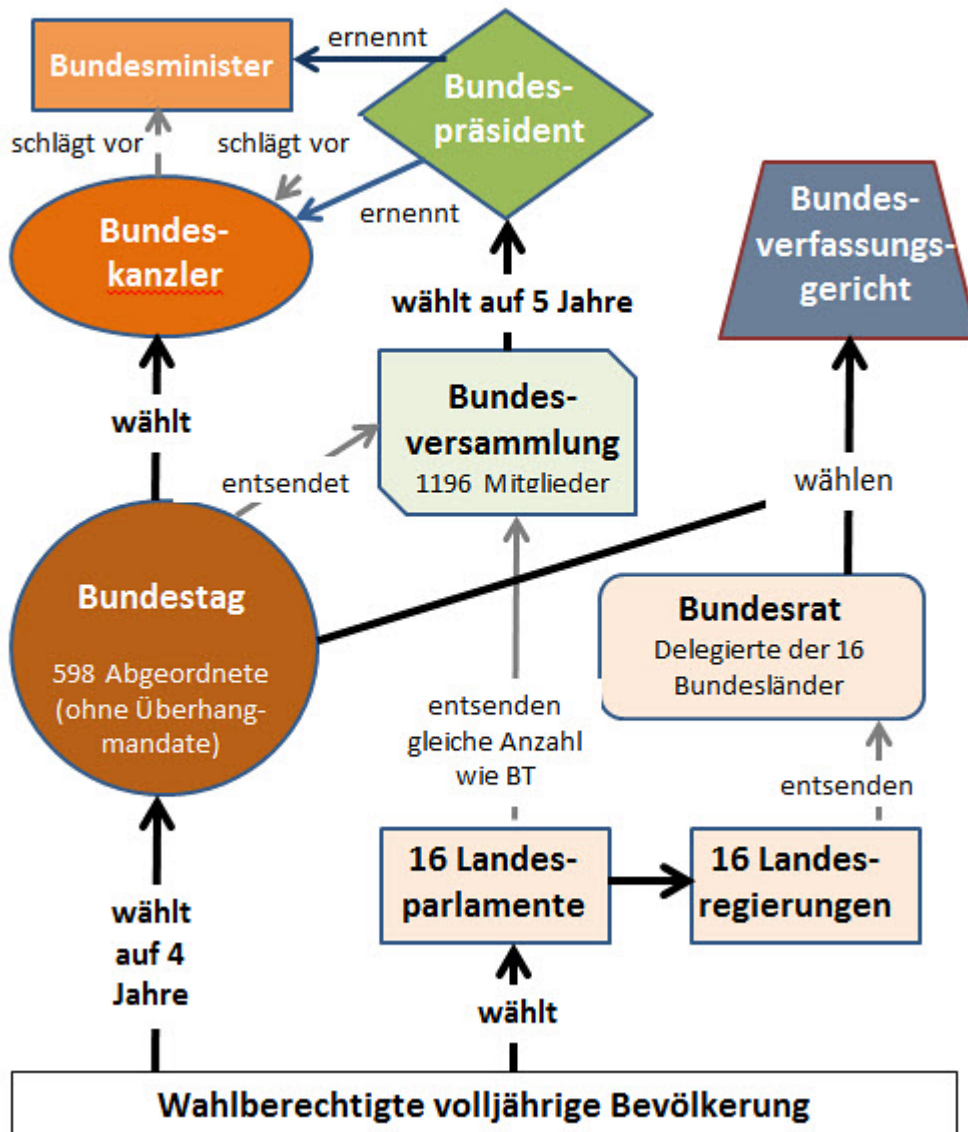 ernennt
Bundesminister
Bundes-
präsident
schlägt vor
schlägt vor
ernennt
Bundes-
kanzler
Bundes-
verfassungs-
gericht
wählt auf 5 Jahre
wählt
Bundes-
versammlung
1196 Mitglieder
entsendet
wählen
Bundestag
598 Abgeordnete
(ohne Überhang-
mandate)
Bundesrat
Delegierte der 16
Bundesländer
entsenden
gleiche Anzahl
wie BT
entsenden
16 Landes-
parlamente
16 Landes-
regierungen
wählt
auf 4
Jahre
wählt
Wahlberechtigte volljährige Bevölkerung